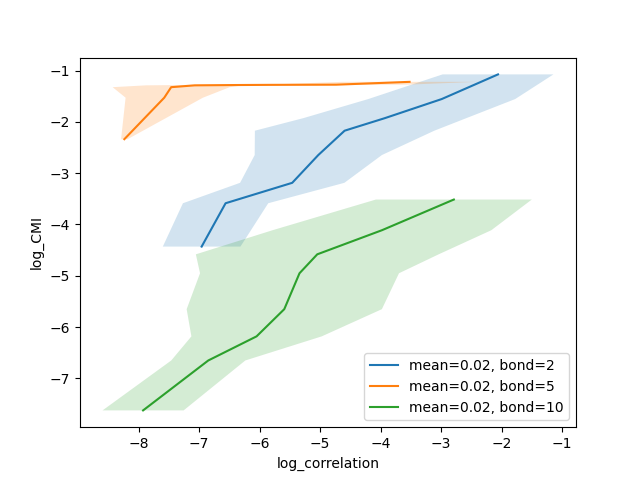 −1
−2
−3
−4
−5
−6
−7
log_CMI
−8 −7 −6 −5 −4 −3 −2 −1
log_correlation
mean=0.02, bond=2
mean=0.02, bond=5
mean=0.02, bond=10